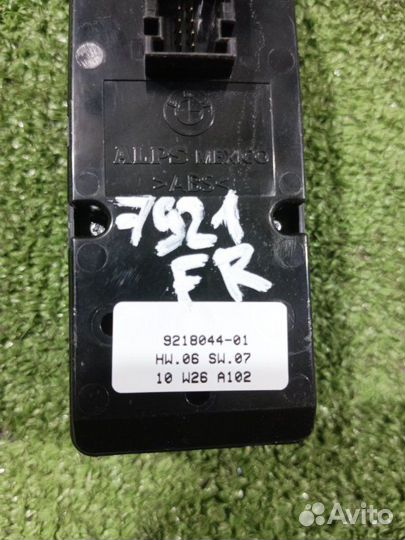 ALPS MEXICO
>ABS<
7921
FR
9218044-01
HW.06 SW.07
10 W26 A102
Avito